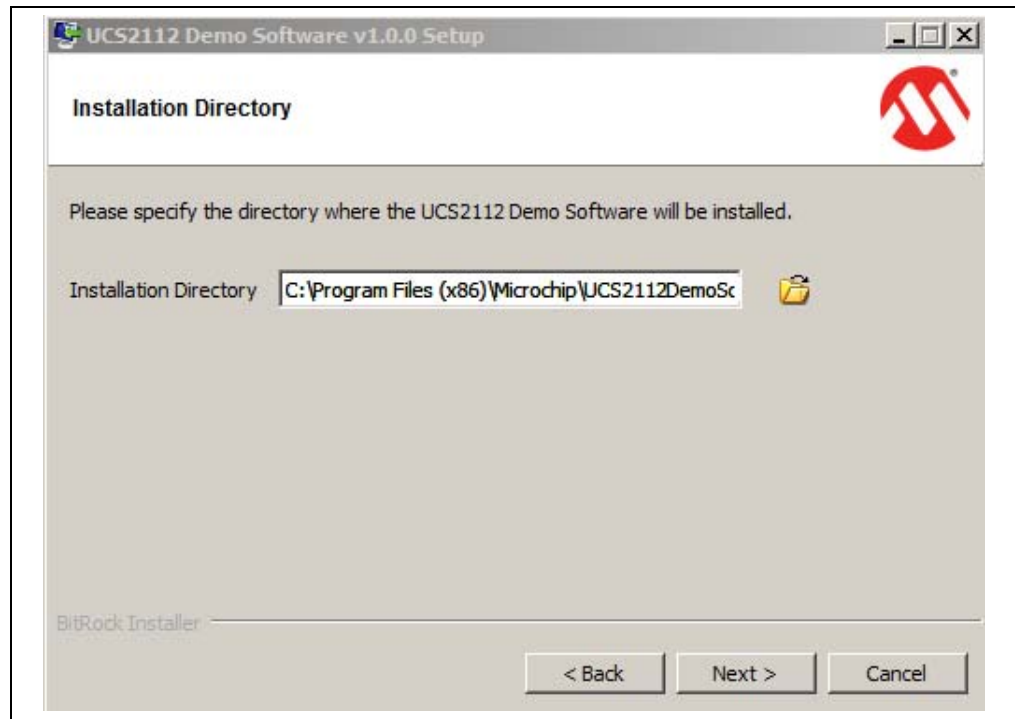 UCS2112 Demo Software v1.0.0 Setup
Installation Directory
Please specify the directory where the UCS2112 Demo Software will be installed.
Installation Directory C:\Program Files (x86)\Microchip\UCS2112DemoSc
BitRock Installer
< Back Next > Cancel